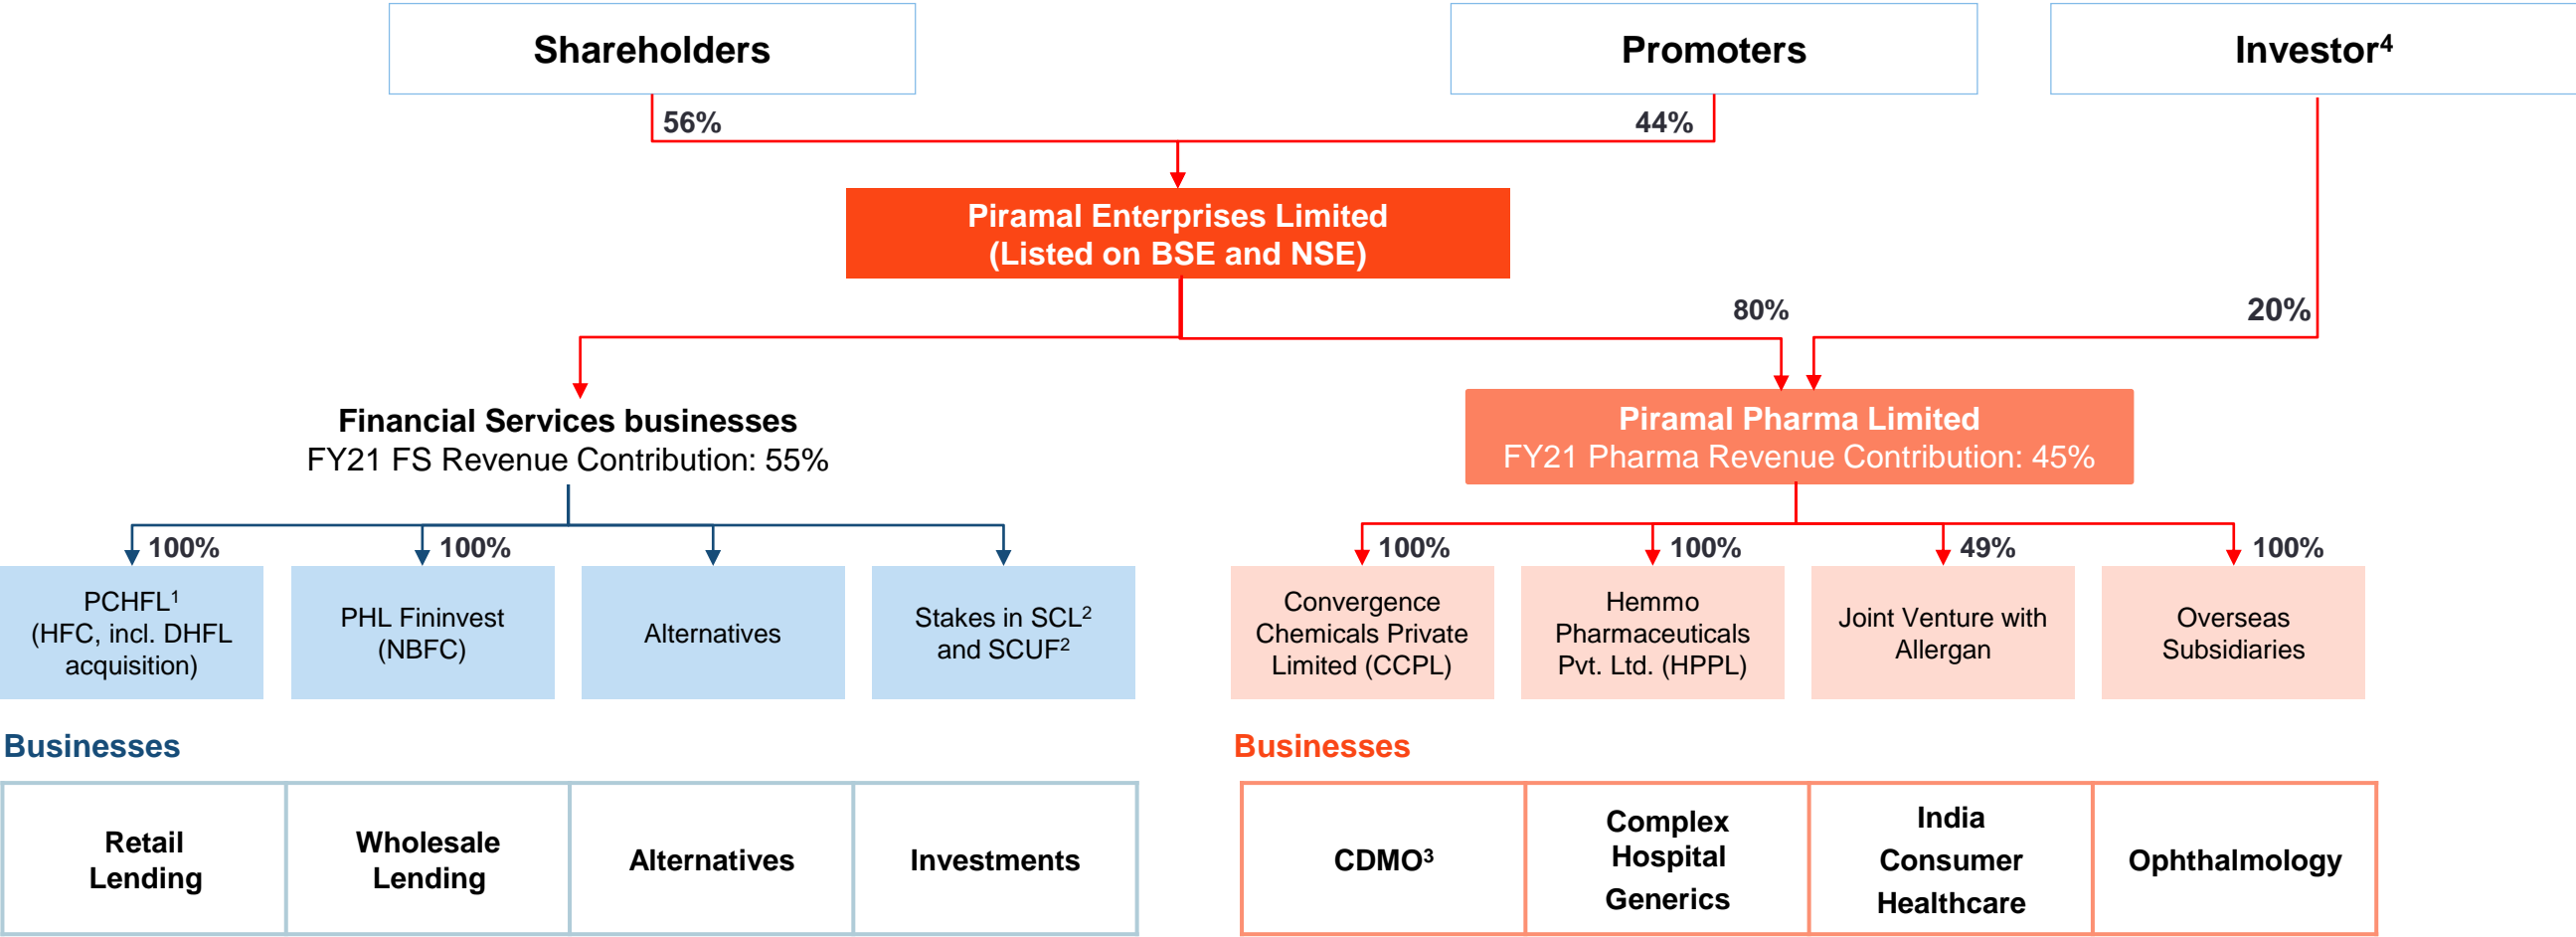 Shareholders
Promoters
Investor⁴
56%
44%
Piramal Enterprises Limited
(Listed on BSE and NSE)
80%
20%
Financial Services businesses
FY21 FS Revenue Contribution: 55%
Piramal Pharma Limited
FY21 Pharma Revenue Contribution: 45%
100%
100%
100%
100%
49%
100%
PCHFL¹
(HFC, incl. DHFL
acquisition)
PHL Fininvest
(NBFC)
Alternatives
Stakes in SCL²
and SCUF²
Convergence
Chemicals Private
Limited (CCPL)
Hemmo
Pharmaceuticals
Pvt. Ltd. (HPPL)
Joint Venture with
Allergan
Overseas
Subsidiaries
Businesses
Retail
Lending
Wholesale
Lending
Alternatives
Investments
Businesses
CDMO³
Complex
Hospital
Generics
India
Consumer
Healthcare
Ophthalmology